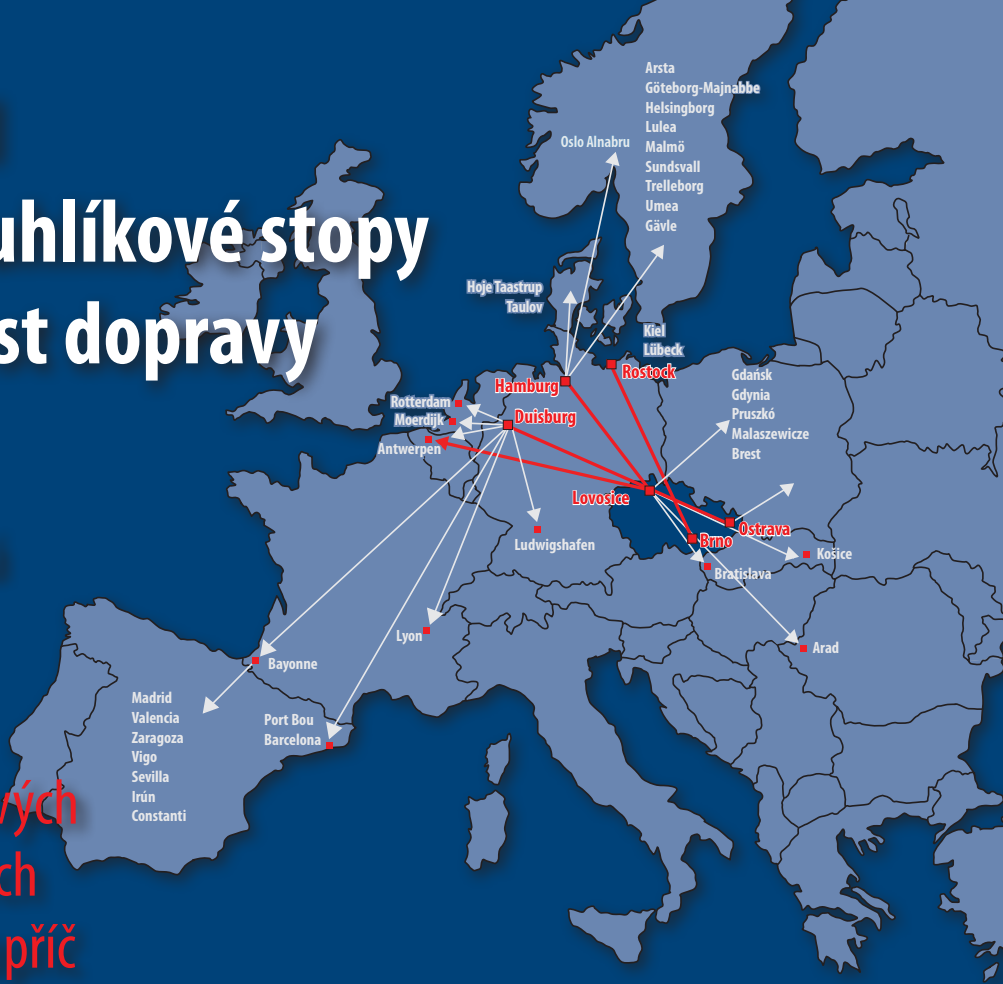 Arsta
Göteborg-Majnabbe
Helsingborg
Lulea
Malmö
Sundsvall
Trelleborg
Umea
Gävle
Oslo Alnabru
uhlíkové stopy
st dopravy
Hoje Taastrup
Taulov
Kiel
Lübeck
Rostock
Hamburg
Gdańsk
Gdynia
Pruszkó
Malaszewicze
Brest
Rotterdam
Moerdijk
Duisburg
Antwerpen
Lovosice
Ostrava
Brno
Ludwigshafen
Košice
Bratislava
Lyon
Arad
Bayonne
Madrid
Valencia
Zaragoza
Vigo
Sevilla
Irún
Constanti
Port Bou
Barcelona
vých
ch
příč